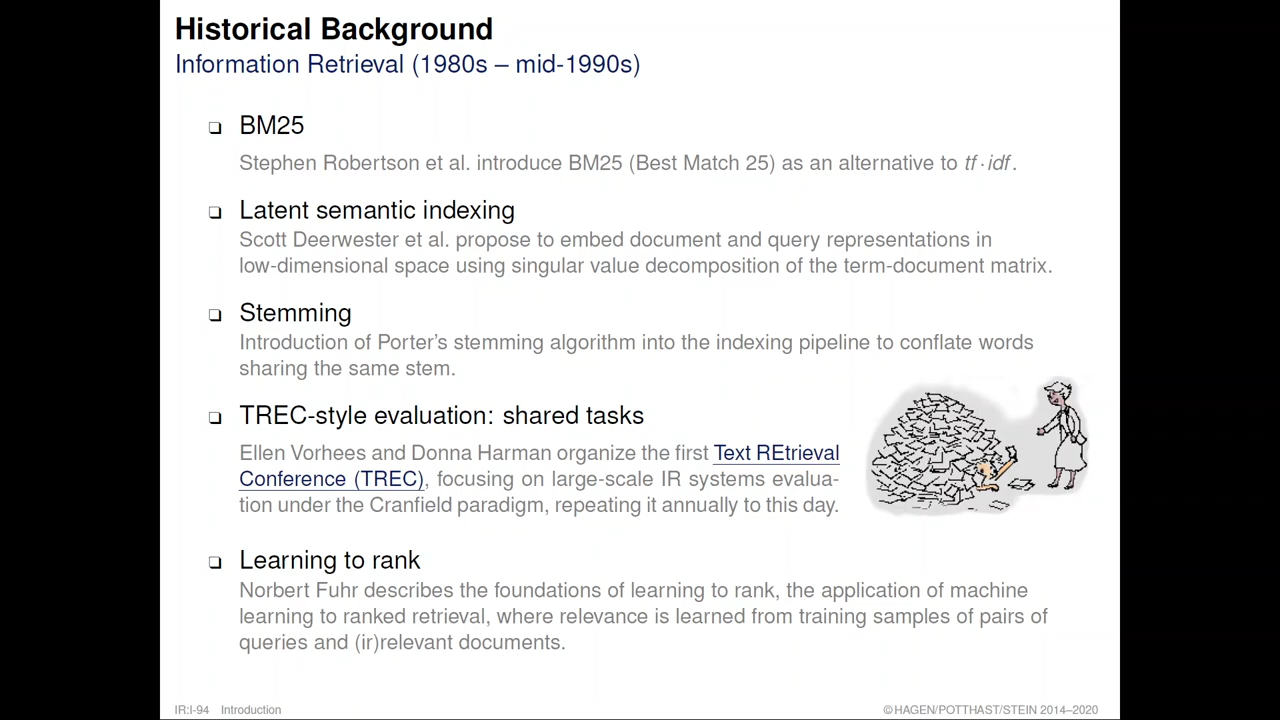 Historical Background
Information Retrieval (1980s – mid-1990s)
❑ BM25
Stephen Robertson et al. introduce BM25 (Best Match 25) as an alternative to tf · idf.
❑ Latent semantic indexing
Scott Deerwester et al. propose to embed document and query representations in
low-dimensional space using singular value decomposition of the term-document matrix.
❑ Stemming
Introduction of Porter’s stemming algorithm into the indexing pipeline to conflate words
sharing the same stem.
❑ TREC-style evaluation: shared tasks
Ellen Vorhees and Donna Harman organize the first Text REtrieval
Conference (TREC), focusing on large-scale IR systems evalua-
tion under the Cranfield paradigm, repeating it annually to this day.
❑ Learning to rank
Norbert Fuhr describes the foundations of learning to rank, the application of machine
learning to ranked retrieval, where relevance is learned from training samples of pairs of
queries and (ir)relevant documents.
IR:I-94 Introduction
©HAGEN/POTTHAST/STEIN 2014–2020